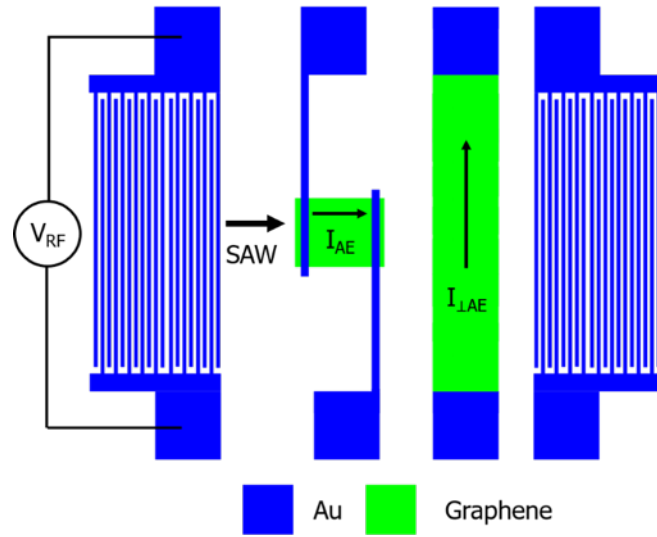 V_RF
SAW
I_AE
I_⊥AE
Au
Graphene